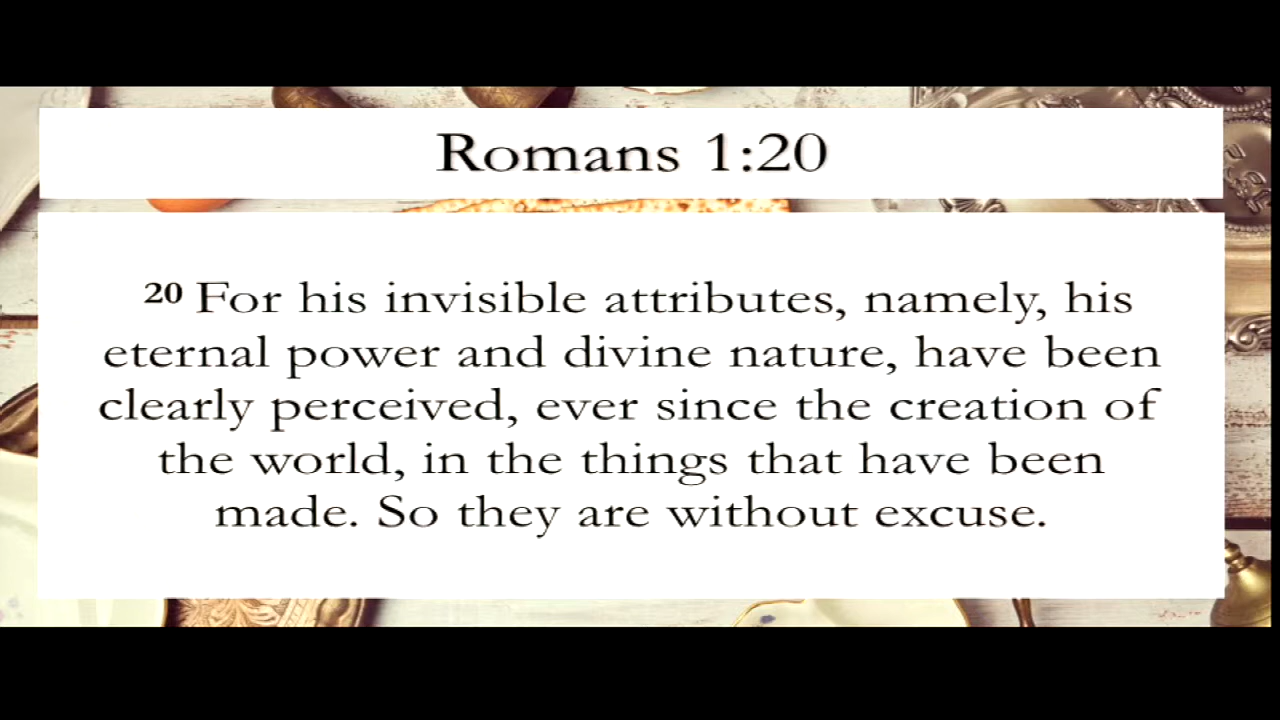 Romans 1:20
20 For his invisible attributes, namely, his
eternal power and divine nature, have been
clearly perceived, ever since the creation of
the world, in the things that have been
made. So they are without excuse.